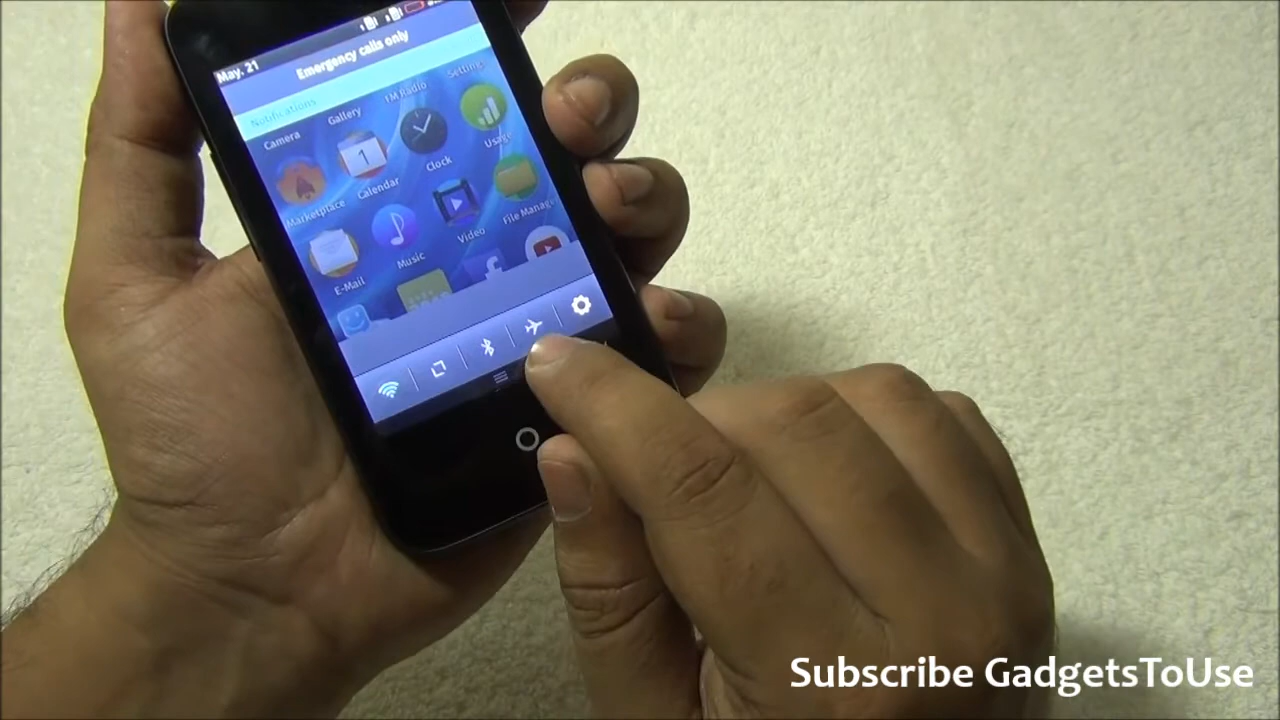 May, 21
Emergency calls only
Notifications
Camera
Gallery
FM Radio
Settings
Marketplace
Calendar
1
Clock
Usage
E-Mail
Music
Video
File Manag
Subscribe GadgetsToUse